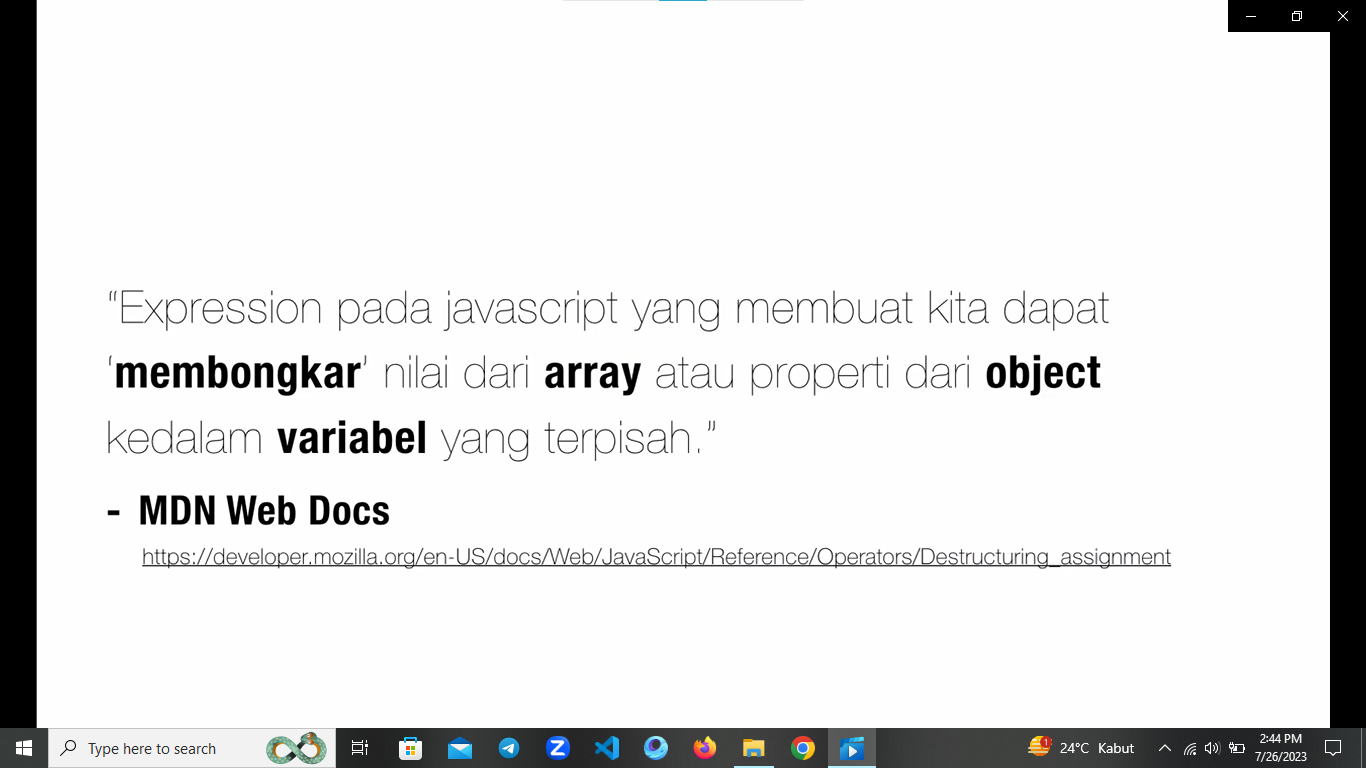 “Expression pada javascript yang membuat kita dapat
‘membongkar’ nilai dari array atau properti dari object
kedalam variabel yang terpisah.”
- MDN Web Docs
https://developer.mozilla.org/en-US/docs/Web/JavaScript/Reference/Operators/Destructuring_assignment
Type here to search
1
24°C Kabut
2:44 PM
7/26/2023